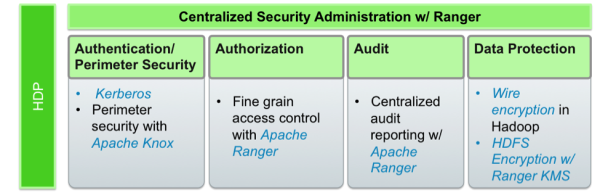 Centralized Security Administration w/ Ranger
HDP
Authentication/
Perimeter Security
• Kerberos
• Perimeter
security with
Apache Knox
Authorization
• Fine grain
access control
with Apache
Ranger
Audit
• Centralized
audit
reporting w/
Apache
Ranger
Data Protection
• Wire
encryption in
Hadoop
• HDFS
Encryption w/
Ranger KMS